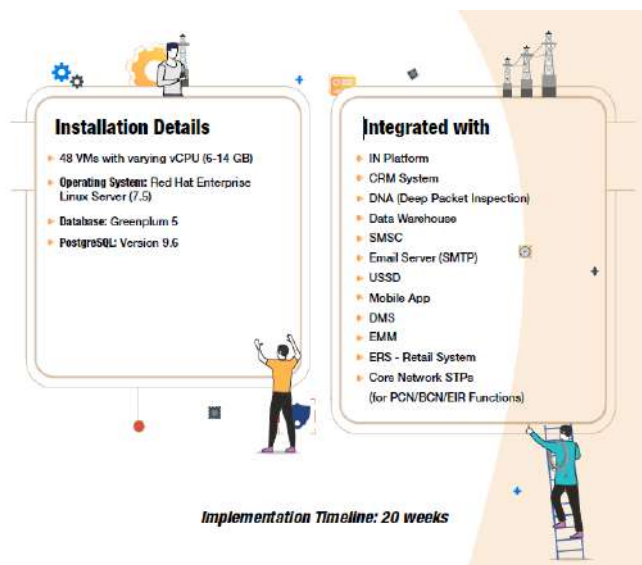 Installation Details
48 VMs with varying vCPU (6-14 GB)
Operating System: Red Hat Enterprise
Linux Server (7.5)
Database: Greenplum 5
PostgreSQL: Version 9.6
Integrated with
IN Platform
CRM System
DNA (Deep Packet Inspection)
Data Warehouse
SMSC
Email Server (SMTP)
USSD
Mobile App
DMS
EMM
ERS - Retail System
Core Network STPs
(for PCN/BCN/EIR Functions)
Implementation Timeline: 20 weeks